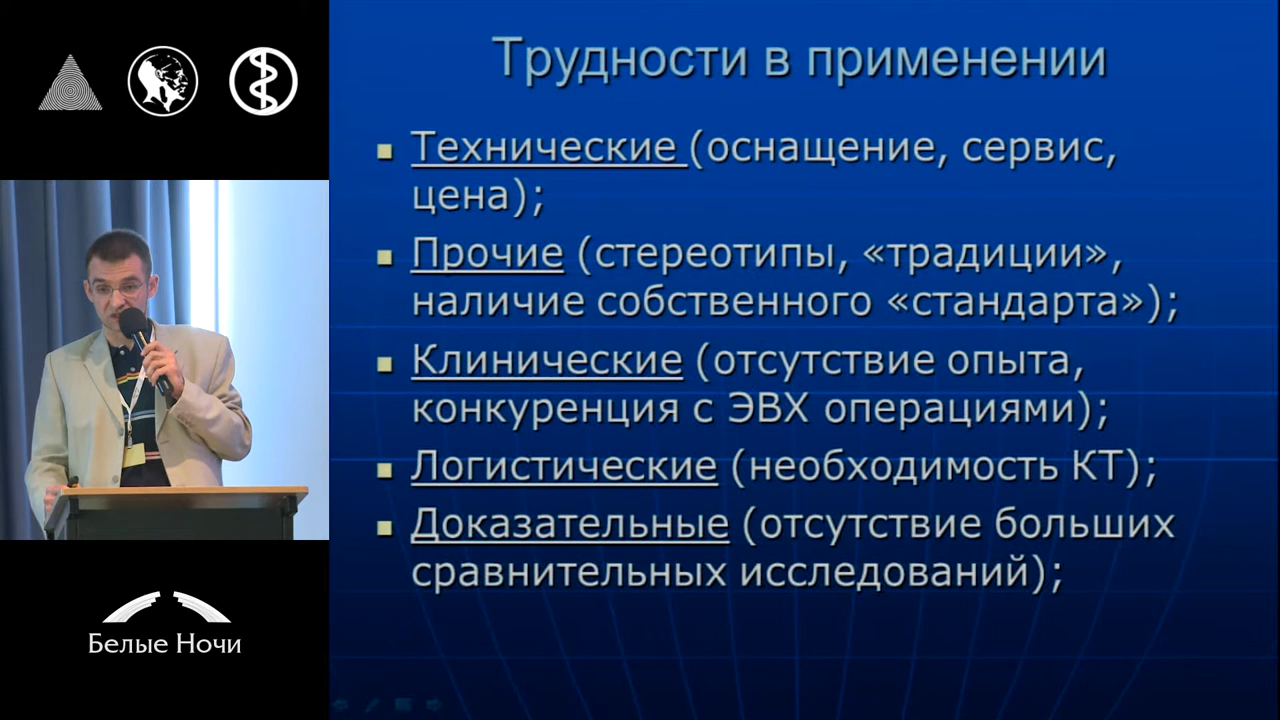 Трудности в применении
Технические (оснащение, сервис,
цена);
Прочие (стереотипы, «традиции»,
наличие собственного «стандарта»);
Клинические (отсутствие опыта,
конкуренция с ЭВХ операциями);
Логистические (необходимость КТ);
Доказательные (отсутствие больших
сравнительных исследований);
Белые Ночи